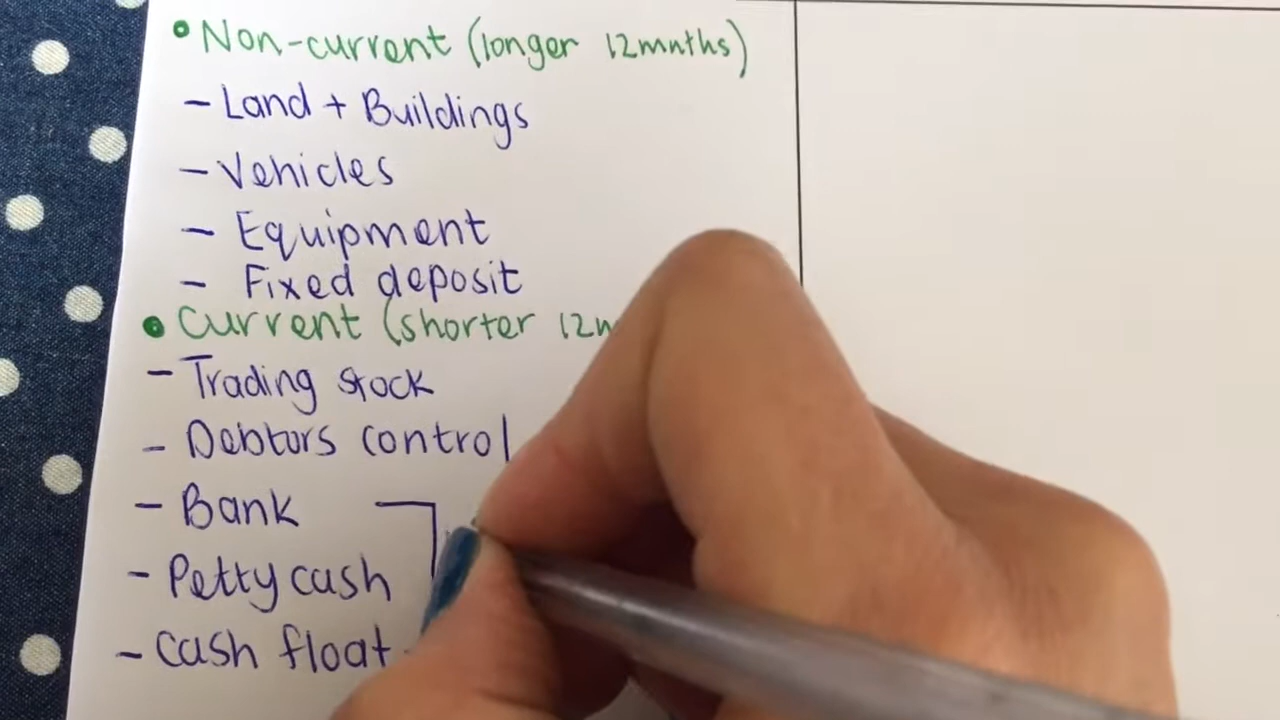 • Non-current (longer 12mnths)
- Land + Buildings
- Vehicles
- Equipment
- Fixed deposit
• Current (shorter 12m
- Trading stock
- Debtors control
- Bank
- Petty cash
- Cash float